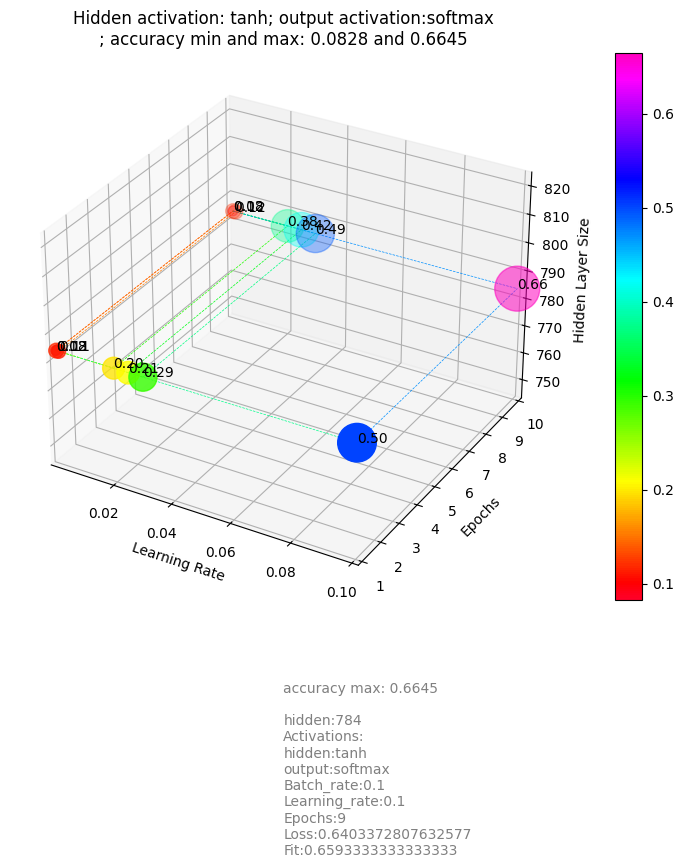 Hidden activation: tanh; output activation:softmax
; accuracy min and max: 0.0828 and 0.6645
0.6
0.5
0.4
0.3
0.2
0.1
820
810
800
790
780
770
760
750
Hidden Layer Size
0.38
0.42
0.49
0.66
0.20
0.21
0.29
0.50
10
9
8
7
6
5
4
3
2
1
Epochs
0.02
0.04
0.06
0.08
0.10
Learning Rate
accuracy max: 0.6645
hidden:784
Activations:
hidden:tanh
output:softmax
Batch_rate:0.1
Learning_rate:0.1
Epochs:9
Loss:0.6403372807632577
Fit:0.6593333333333333